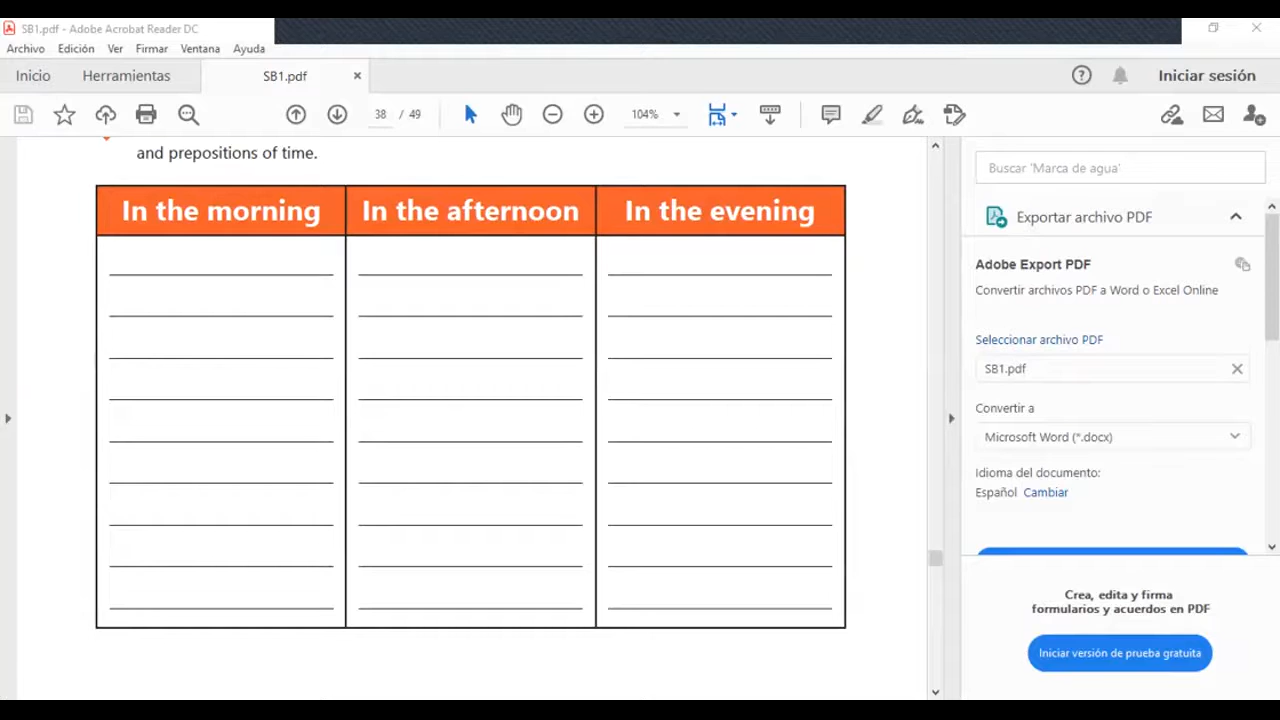 SB1.pdf - Adobe Acrobat Reader DC
Archivo Edición Ver Firmar Ventana Ayuda
Inicio Herramientas SB1.pdf Iniciar sesión
38 / 49 104%
and prepositions of time.
In the morning In the afternoon In the evening
Buscar 'Marca de agua'
Exportar archivo PDF
Adobe Export PDF
Convertir archivos PDF a Word o Excel Online
Seleccionar archivo PDF
SB1.pdf
Convertir a
Microsoft Word (*.docx)
Idioma del documento:
Español Cambiar
Crea, edita y firma
formularios y acuerdos en PDF
Iniciar versión de prueba gratuita